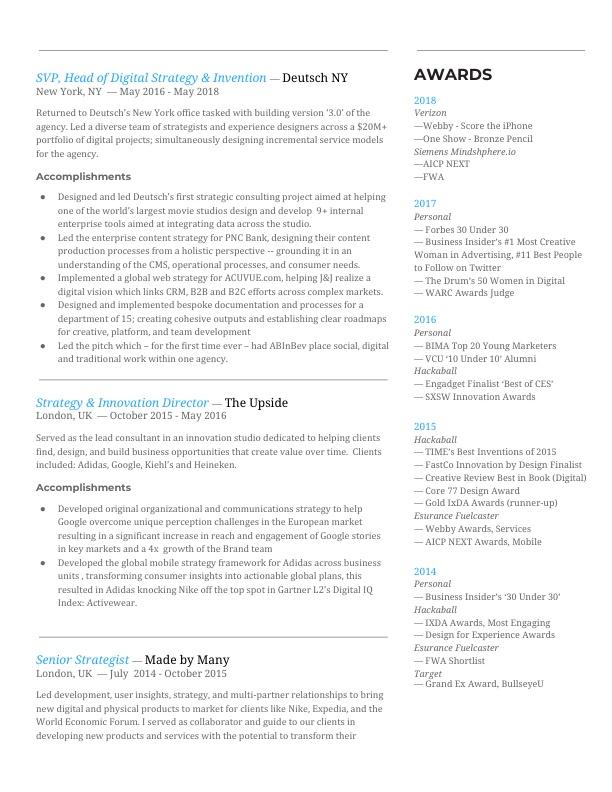 SVP, Head of Digital Strategy & Invention — Deutsch NY
New York, NY — May 2016 - May 2018
Returned to Deutsch's New York office tasked with building version '3.0' of the
agency. Led a diverse team of strategists and experience designers across a $20M+
portfolio of digital projects; simultaneously designing incremental service models
for the agency.
Accomplishments
● Designed and led Deutsch's first strategic consulting project aimed at helping
one of the world's largest movie studios design and develop 9+ internal
enterprise tools aimed at integrating data across the studio.
● Led the enterprise content strategy for PNC Bank, designing their content
production processes from a holistic perspective -- grounding it in an
understanding of the CMS, operational processes, and consumer needs.
● Implemented a global strategy for ACUVUE.com, helping J&J realize a
digital vision which links CRM, B2B and B2C efforts across complex markets.
● Designed and implemented bespoke documentation and processes for a
department of 15; creating cohesive outputs and establishing clear roadmaps
for creative, platform, and team development
● Led the pitch which – for the first time ever – had ABInBev place social, digital
and traditional work within one agency.
Strategy & Innovation Director — The Upside
London, UK — October 2015 - May 2016
Served as the lead consultant in an innovation studio dedicated to helping clients
find, design, and build business opportunities that create value over time. Clients
included: Adidas, Google, Kiehl's and Heineken.
Accomplishments
● Developed original organizational and communications strategy to help
Google overcome unique perception challenges in the European market
resulting in a significant increase in reach and engagement of Google stories
in key markets and a 4x growth of the Brand team
● Developed the global mobile strategy framework for Adidas across business
units , transforming consumer insights into actionable global plans, this
resulted in Adidas knocking Nike off the top spot in Gartner L2's Digital IQ
Index: Activewear.
Senior Strategist — Made by Many
London, UK — July 2014 - October 2015
Led development, user insights, strategy, and multi-partner relationships to bring
new digital and physical products to market for clients like Nike, Expedia, and the
World Economic Forum. I served as collaborator and guide to our clients in
developing new products and services with the potential to transform their
AWARDS
2018
Verizon
—Webby - Score the iPhone
—One Show - Bronze Pencil
Siemens Mindshphere.io
—AICP NEXT
—FWA
2017
Personal
— Forbes 30 Under 30
— Business Insider's #1 Most Creative
Woman in Advertising, #11 Best People
to Follow on Twitter
— The Drum's 50 Women in Digital
— WARC Awards Judge
2016
Personal
— BIMA Top 20 Young Marketers
— VCU '10 Under 10' Alumni
Hackaball
— Engadget Finalist 'Best of CES'
— SXSW Innovation Awards
2015
Hackaball
— TIME's Best Inventions of 2015
— FastCo Innovation by Design Finalist
— Creative Review Best in Book (Digital)
— Core 77 Design Award
— Gold IxDA Awards (runner-up)
Esurance Fuelcaster
— Webby Awards, Services
— AICP NEXT Awards, Mobile
2014
Personal
— Business Insider's '30 Under 30'
Hackaball
— IXDA Awards, Most Engaging
— Design for Experience Awards
Esurance Fuelcaster
— FWA Shortlist
Target
— Grand Ex Award, BullseyeU